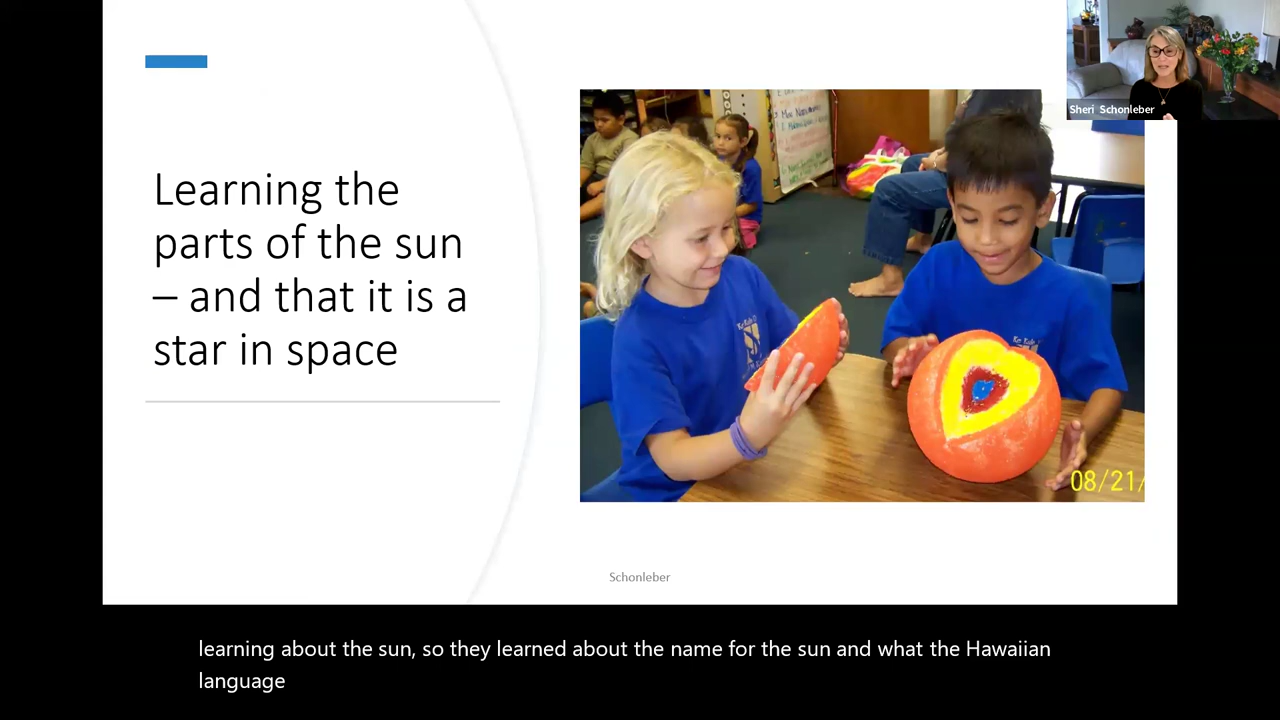 Sheri Schonleber
Learning the
parts of the sun
– and that it is a
star in space
08/21/
Schonleber
learning about the sun, so they learned about the name for the sun and what the Hawaiian
language